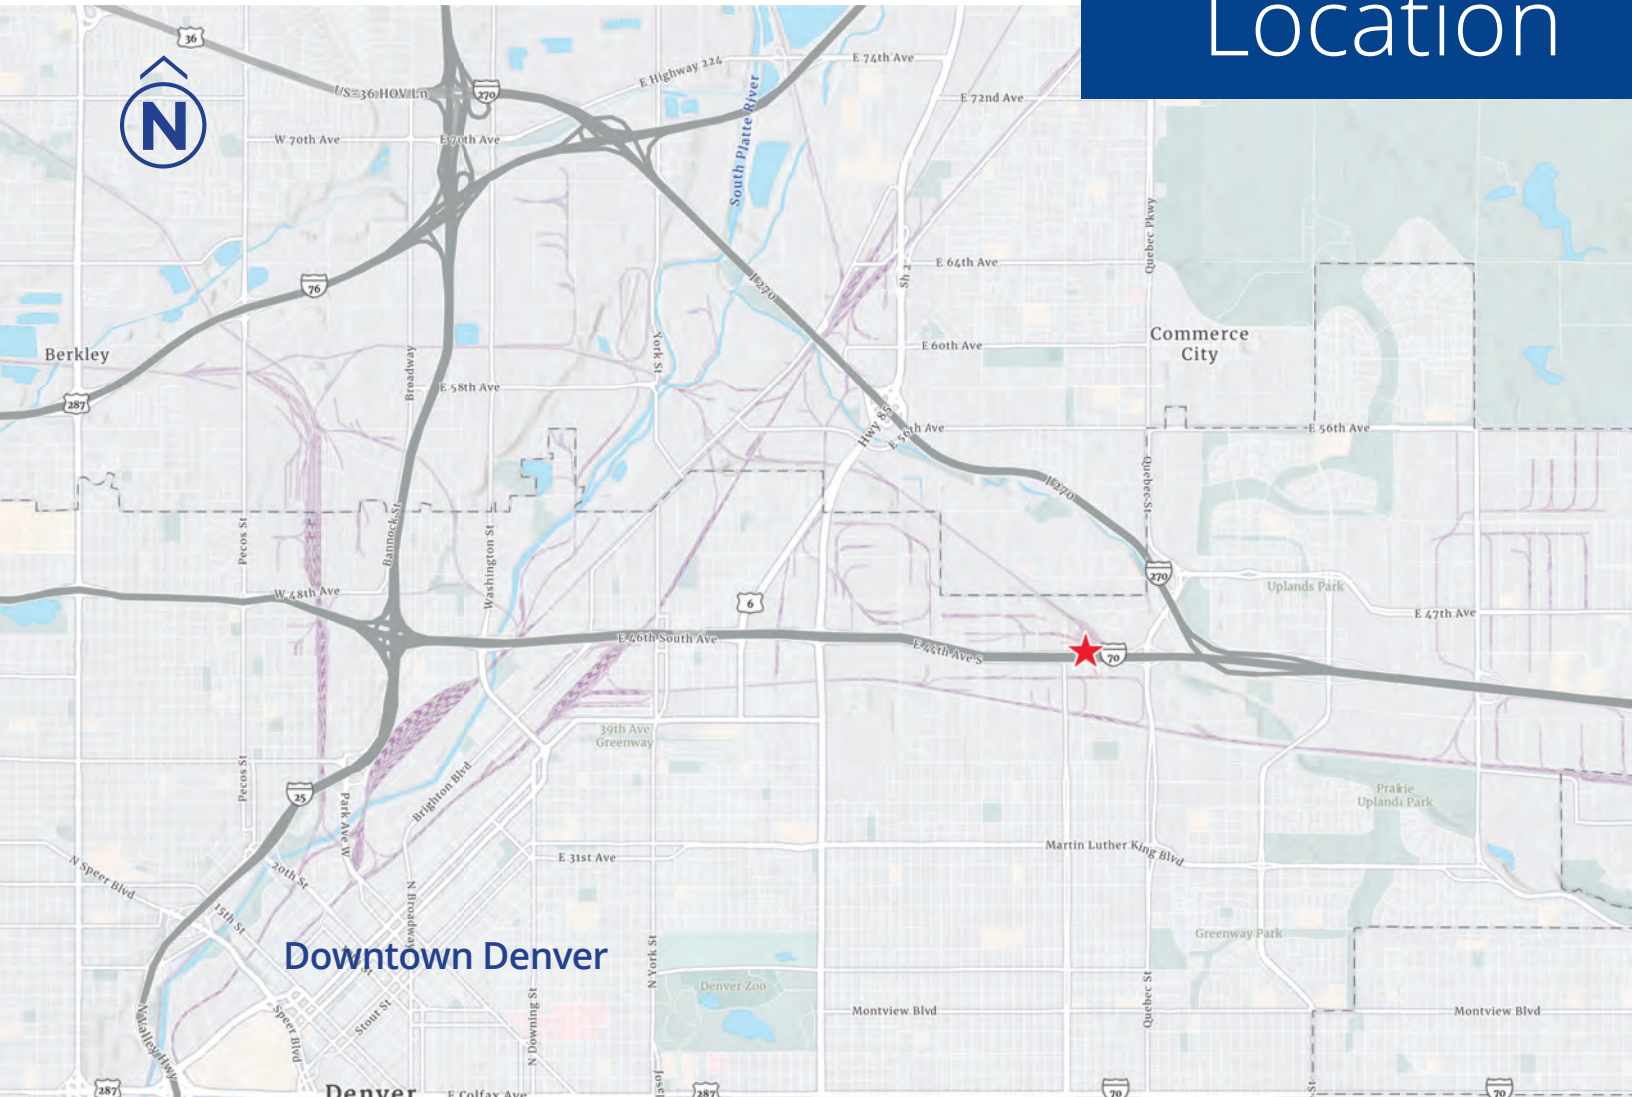 Location
36
N
US-36 HOV Ln
270
E Highway 224
E 74th Ave
E 72nd Ave
W 70th Ave
E 70th Ave
South Platte River
Quebec Pkwy
E 64th Ave
Sh 2
I 270
76
Berkley
Broadway
York St
E 60th Ave
Commerce
City
E 58th Ave
287
Hwy 85
E 56th Ave
E 56th Ave
Quebec St
I 270
Pecos St
Bannock St
Washington St
270
Uplands Park
W 48th Ave
6
E 47th Ave
E 46th South Ave
E 44th Ave S
70
39th Ave
Greenway
Pecos St
25
Park Ave W
Brighton Blvd
Prairie
Uplands Park
N Speer Blvd
20th St
E 31st Ave
Martin Luther King Blvd
15th St
N Broadway
Downtown Denver
N York St
Greenway Park
Denver Zoo
Quebec St
N Valley Hwy
Speer Blvd
Stout St
N Downing St
Montview Blvd
Montview Blvd
287
Denver
E Colfax Ave
287
70
70